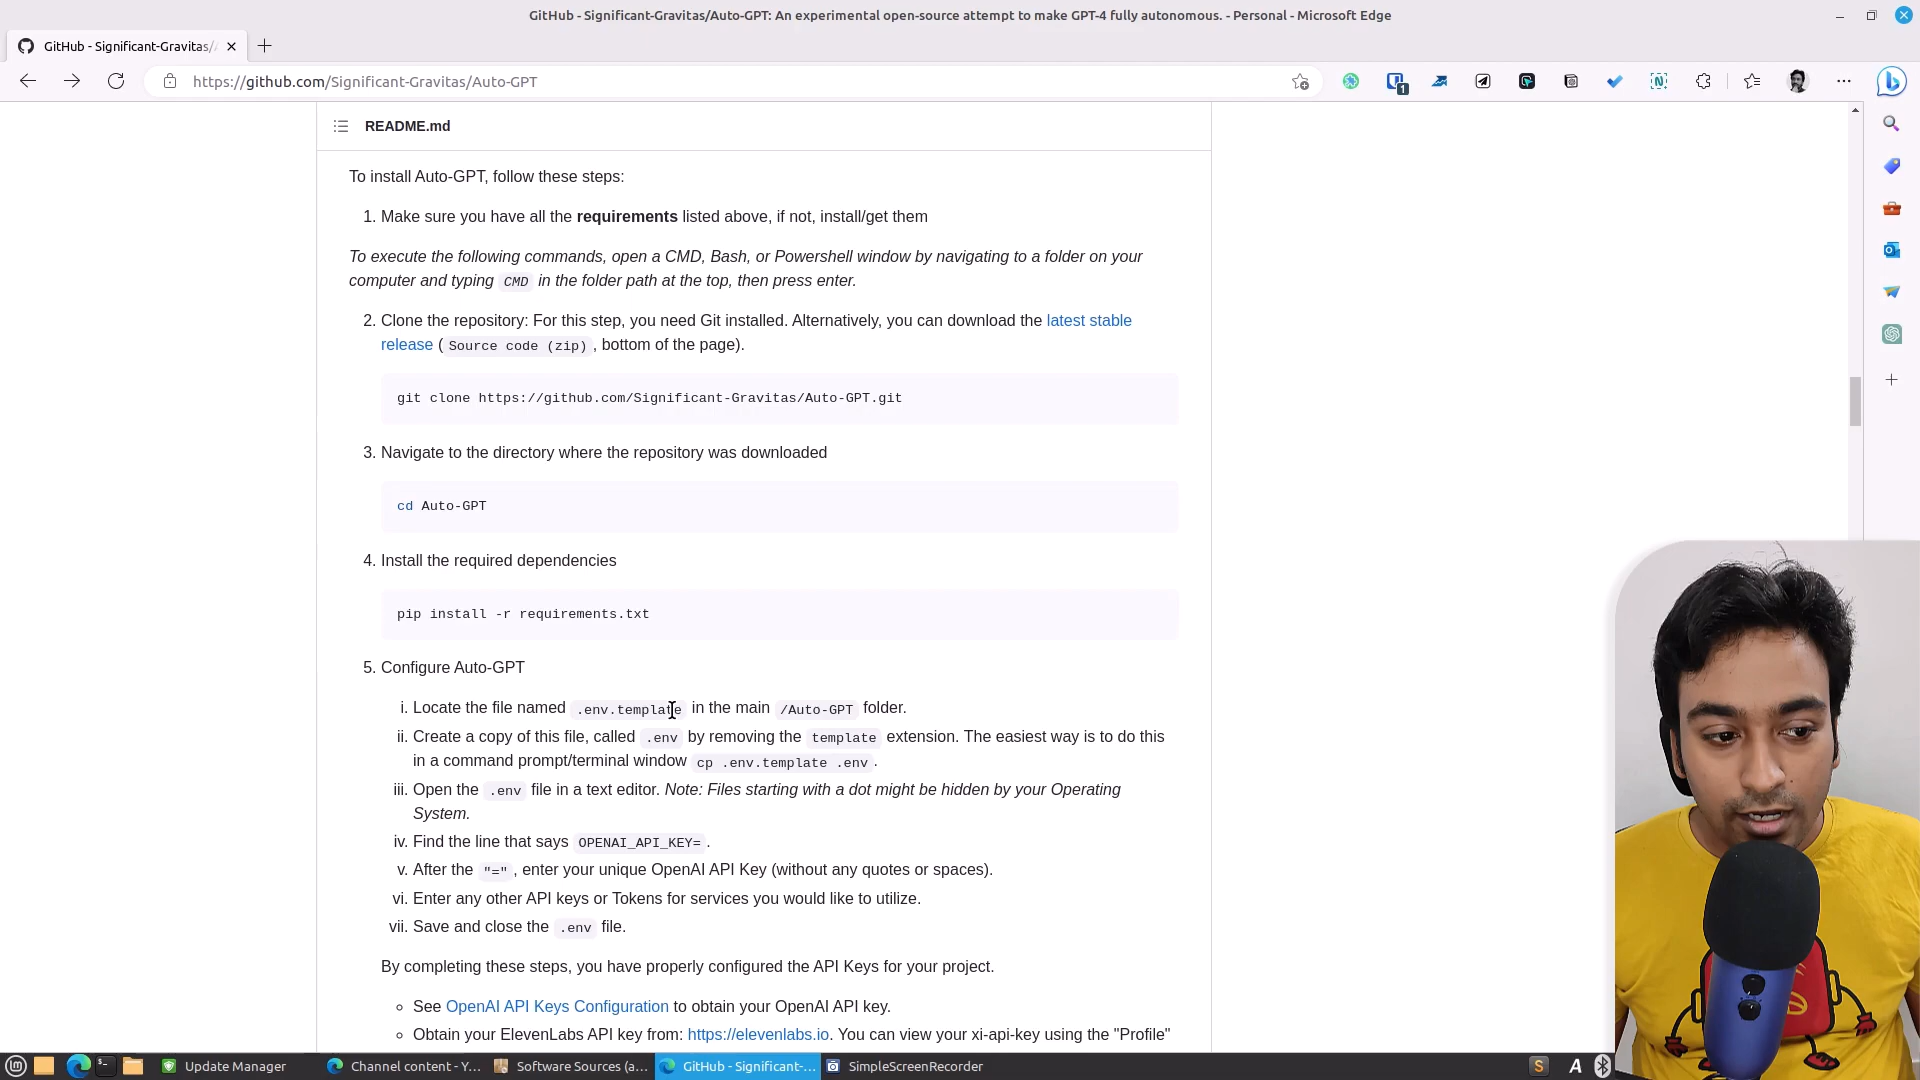 GitHub - Significant-Gravitas/Auto-GPT: An experimental open-source attempt to make GPT-4 fully autonomous. - Personal - Microsoft Edge
GitHub - Significant-Gravitas/
https://github.com/Significant-Gravitas/Auto-GPT
1
README.md
To install Auto-GPT, follow these steps:
1. Make sure you have all the requirements listed above, if not, install/get them
To execute the following commands, open a CMD, Bash, or Powershell window by navigating to a folder on your
computer and typing CMD in the folder path at the top, then press enter.
2. Clone the repository: For this step, you need Git installed. Alternatively, you can download the latest stable
release ( Source code (zip) , bottom of the page).
git clone https://github.com/Significant-Gravitas/Auto-GPT.git
3. Navigate to the directory where the repository was downloaded
cd Auto-GPT
4. Install the required dependencies
pip install -r requirements.txt
5. Configure Auto-GPT
i. Locate the file named .env.template in the main /Auto-GPT folder.
ii. Create a copy of this file, called .env by removing the template extension. The easiest way is to do this
in a command prompt/terminal window cp .env.template .env .
iii. Open the .env file in a text editor. Note: Files starting with a dot might be hidden by your Operating
System.
iv. Find the line that says OPENAI_API_KEY= .
v. After the "=" , enter your unique OpenAI API Key (without any quotes or spaces).
vi. Enter any other API keys or Tokens for services you would like to utilize.
vii. Save and close the .env file.
By completing these steps, you have properly configured the API Keys for your project.
See OpenAI API Keys Configuration to obtain your OpenAI API key.
Obtain your ElevenLabs API key from: https://elevenlabs.io. You can view your xi-api-key using the "Profile"
Update Manager
Channel content - Y...
Software Sources (a...
GitHub - Significant-...
SimpleScreenRecorder
S
A